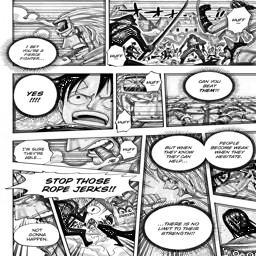 HUFF
HUFF
HUFF
HUFF
I BET
YOU'RE A
FIERCE
FIGHTER...
CAN YOU
BEAT
THEM!!
YES
!!!!
PEOPLE
BECOME WEAK
WHEN THEY
HESITATE.
BUT WHEN
THEY KNOW
THEY CAN
HELP...
...THERE IS NO
LIMIT TO THEIR
STRENGTH!!
I'M SURE
THEY'RE
ABLE...
STOP THOSE
ROPE JERKS!!
NOT
GONNA
HAPPEN.